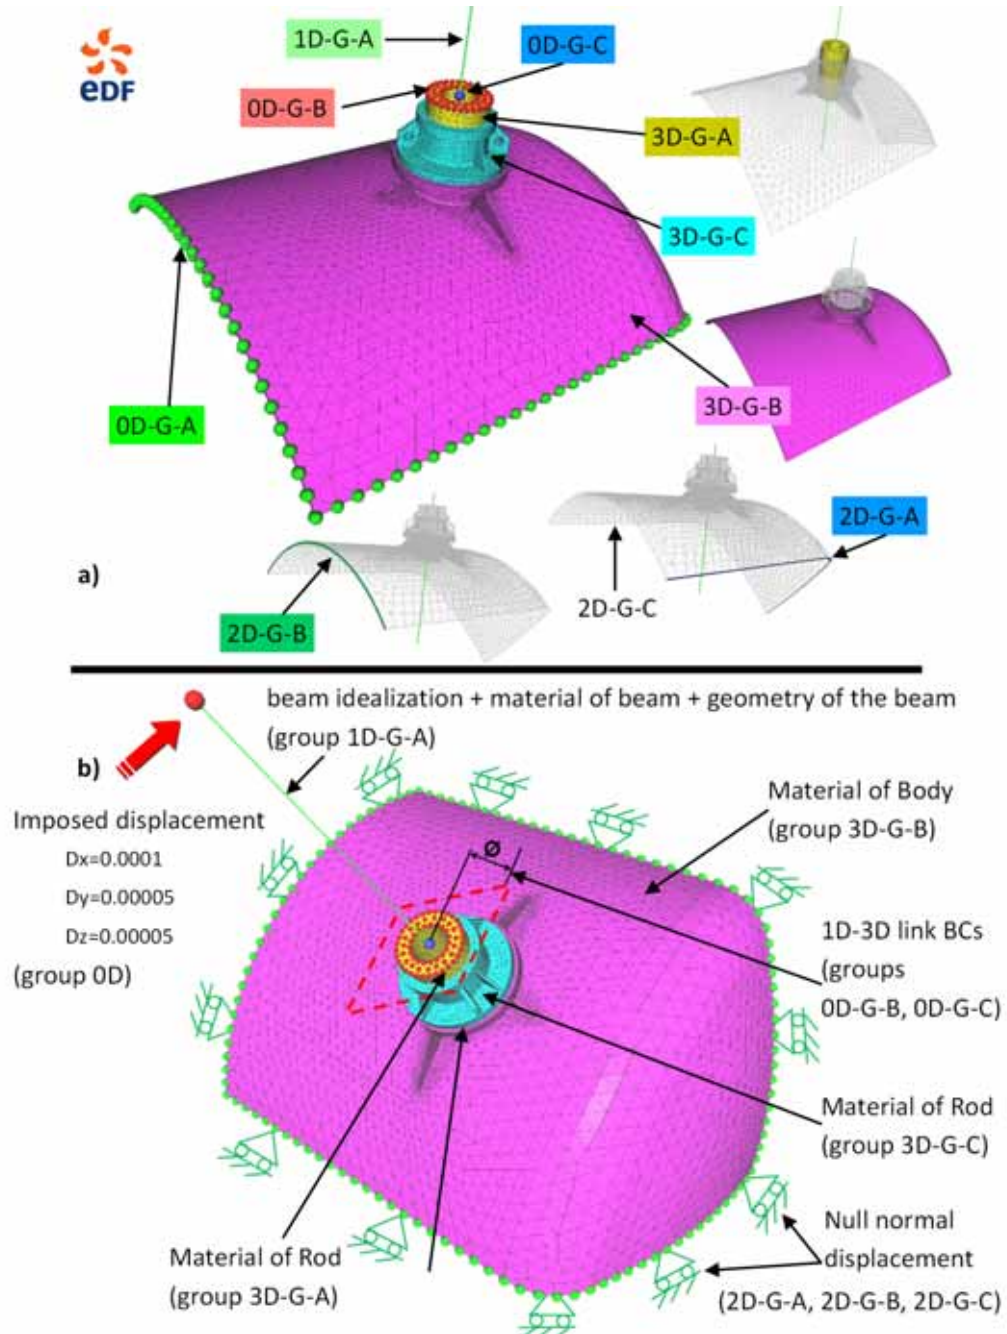 1D-G-A
0D-G-C
eDF
0D-G-B
3D-G-A
3D-G-C
0D-G-A
3D-G-B
2D-G-A
a)
2D-G-C
2D-G-B
beam idealization + material of beam + geometry of the beam
(group 1D-G-A)
b)
Imposed displacement
Dx=0.0001
Dy=0.00005
Dz=0.00005
(group 0D)
Material of Body
(group 3D-G-B)
Ø
1D-3D link BCs
(groups
0D-G-B, 0D-G-C)
Material of Rod
(group 3D-G-C)
Null normal
displacement
(2D-G-A, 2D-G-B, 2D-G-C)
Material of Rod
(group 3D-G-A)